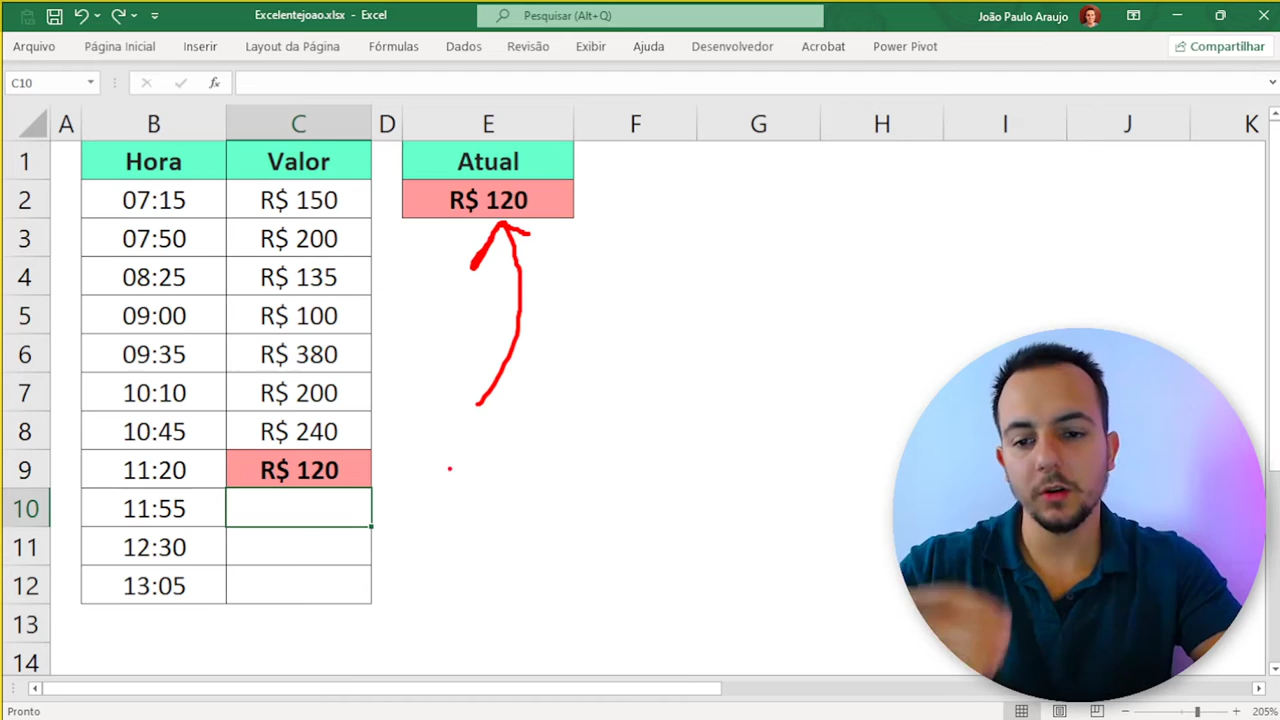 Excelentejoao.xlsx - Excel
Pesquisar (Alt+Q)
João Paulo Araujo
Arquivo
Página Inicial
Inserir
Layout da Página
Fórmulas
Dados
Revisão
Exibir
Ajuda
Desenvolvedor
Acrobat
Power Pivot
Compartilhar
C10
fx
A B C D E F G H I J K
1 Hora Valor Atual
2 07:15 R$ 150 R$ 120
3 07:50 R$ 200
4 08:25 R$ 135
5 09:00 R$ 100
6 09:35 R$ 380
7 10:10 R$ 200
8 10:45 R$ 240
9 11:20 R$ 120
10 11:55
11 12:30
12 13:05
13
14
Pronto
205%